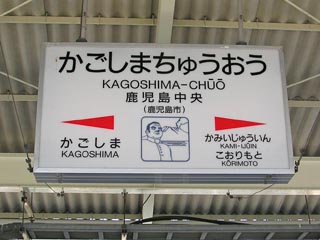 かごしまちゅうおう
KAGOSHIMA-CHŪŌ
鹿児島中央
(鹿児島市)
かごしま
KAGOSHIMA
かみいじゅういん
KAMI-IJŪIN
こおりもと
KŌRIMOTO